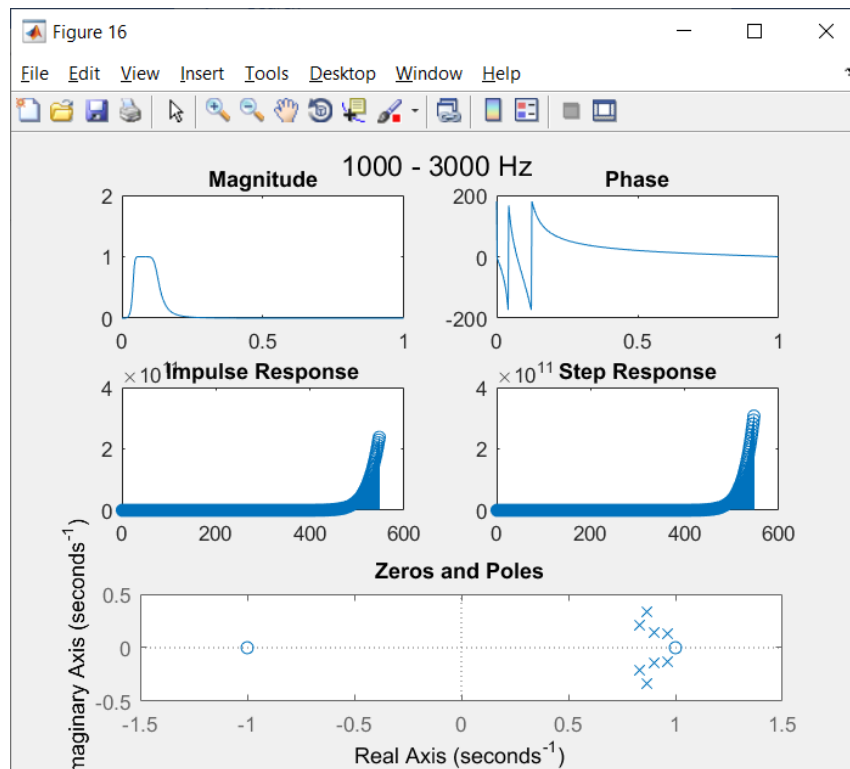 Figure 16
File Edit View Insert Tools Desktop Window Help
1000 - 3000 Hz
Magnitude
2
1
0
0 0.5 1
Phase
200
0
-200
0 0.5 1
×10 Impulse Response
4
2
0
0 200 400 600
×10^11 Step Response
4
2
0
0 200 400 600
Zeros and Poles
0.5
0
-0.5
-1.5 -1 -0.5 0 0.5 1 1.5
Real Axis (seconds^-1)
maginary Axis (seconds^-1)